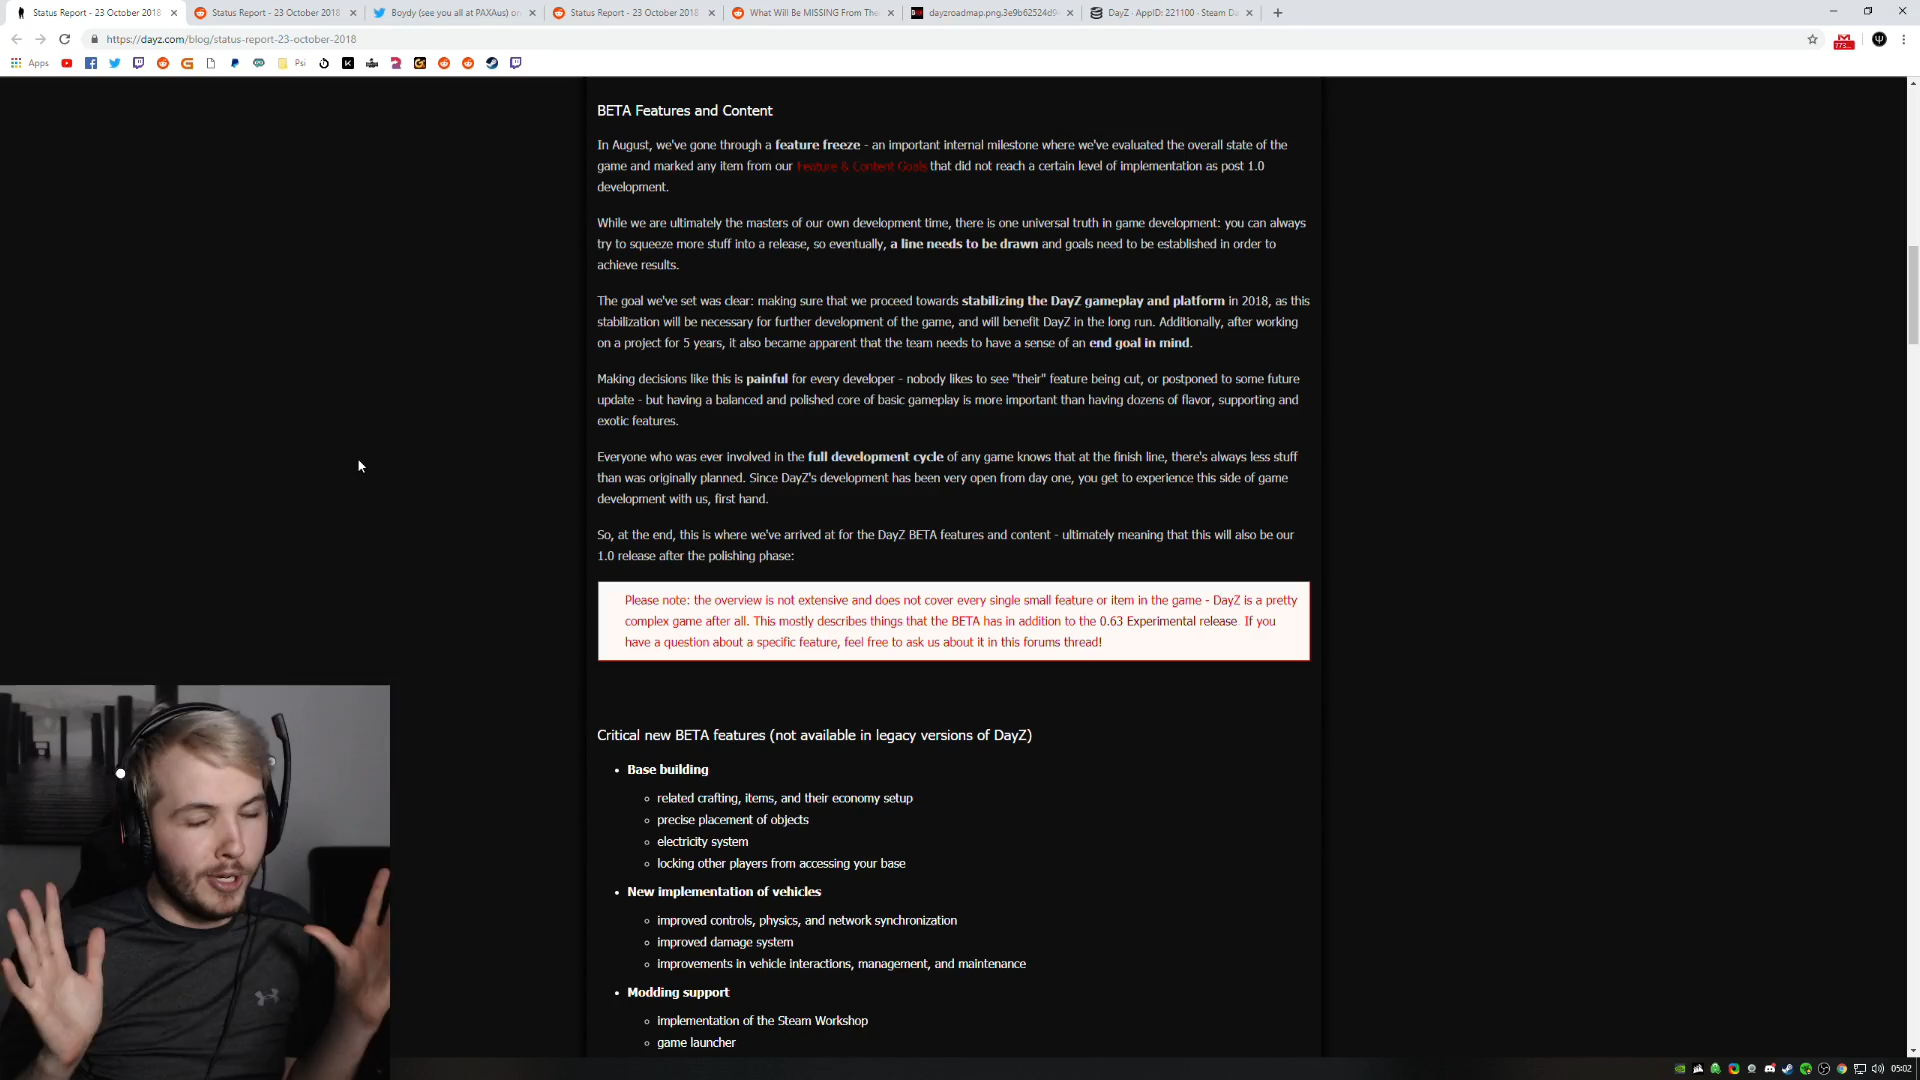 Status Report - 23 October 2018
Status Report - 23 October 2018
Boydy (see you all at PAXAus) on
Status Report - 23 October 2018
What Will Be MISSING From The
dayzroadmap.png.3e9b62524d9
DayZ · AppID: 221100 · Steam Da
https://dayz.com/blog/status-report-23-october-2018
773...
Apps
Psi
BETA Features and Content
In August, we've gone through a feature freeze - an important internal milestone where we've evaluated the overall state of the
game and marked any item from our Feature & Content Goals that did not reach a certain level of implementation as post 1.0
development.
While we are ultimately the masters of our own development time, there is one universal truth in game development: you can always
try to squeeze more stuff into a release, so eventually, a line needs to be drawn and goals need to be established in order to
achieve results.
The goal we've set was clear: making sure that we proceed towards stabilizing the DayZ gameplay and platform in 2018, as this
stabilization will be necessary for further development of the game, and will benefit DayZ in the long run. Additionally, after working
on a project for 5 years, it also became apparent that the team needs to have a sense of an end goal in mind.
Making decisions like this is painful for every developer - nobody likes to see "their" feature being cut, or postponed to some future
update - but having a balanced and polished core of basic gameplay is more important than having dozens of flavor, supporting and
exotic features.
Everyone who was ever involved in the full development cycle of any game knows that at the finish line, there's always less stuff
than was originally planned. Since DayZ's development has been very open from day one, you get to experience this side of game
development with us, first hand.
So, at the end, this is where we've arrived at for the DayZ BETA features and content - ultimately meaning that this will also be our
1.0 release after the polishing phase:
Please note: the overview is not extensive and does not cover every single small feature or item in the game - DayZ is a pretty
complex game after all. This mostly describes things that the BETA has in addition to the 0.63 Experimental release. If you
have a question about a specific feature, feel free to ask us about it in this forums thread!
Critical new BETA features (not available in legacy versions of DayZ)
Base building
related crafting, items, and their economy setup
precise placement of objects
electricity system
locking other players from accessing your base
New implementation of vehicles
improved controls, physics, and network synchronization
improved damage system
improvements in vehicle interactions, management, and maintenance
Modding support
implementation of the Steam Workshop
game launcher
05:02